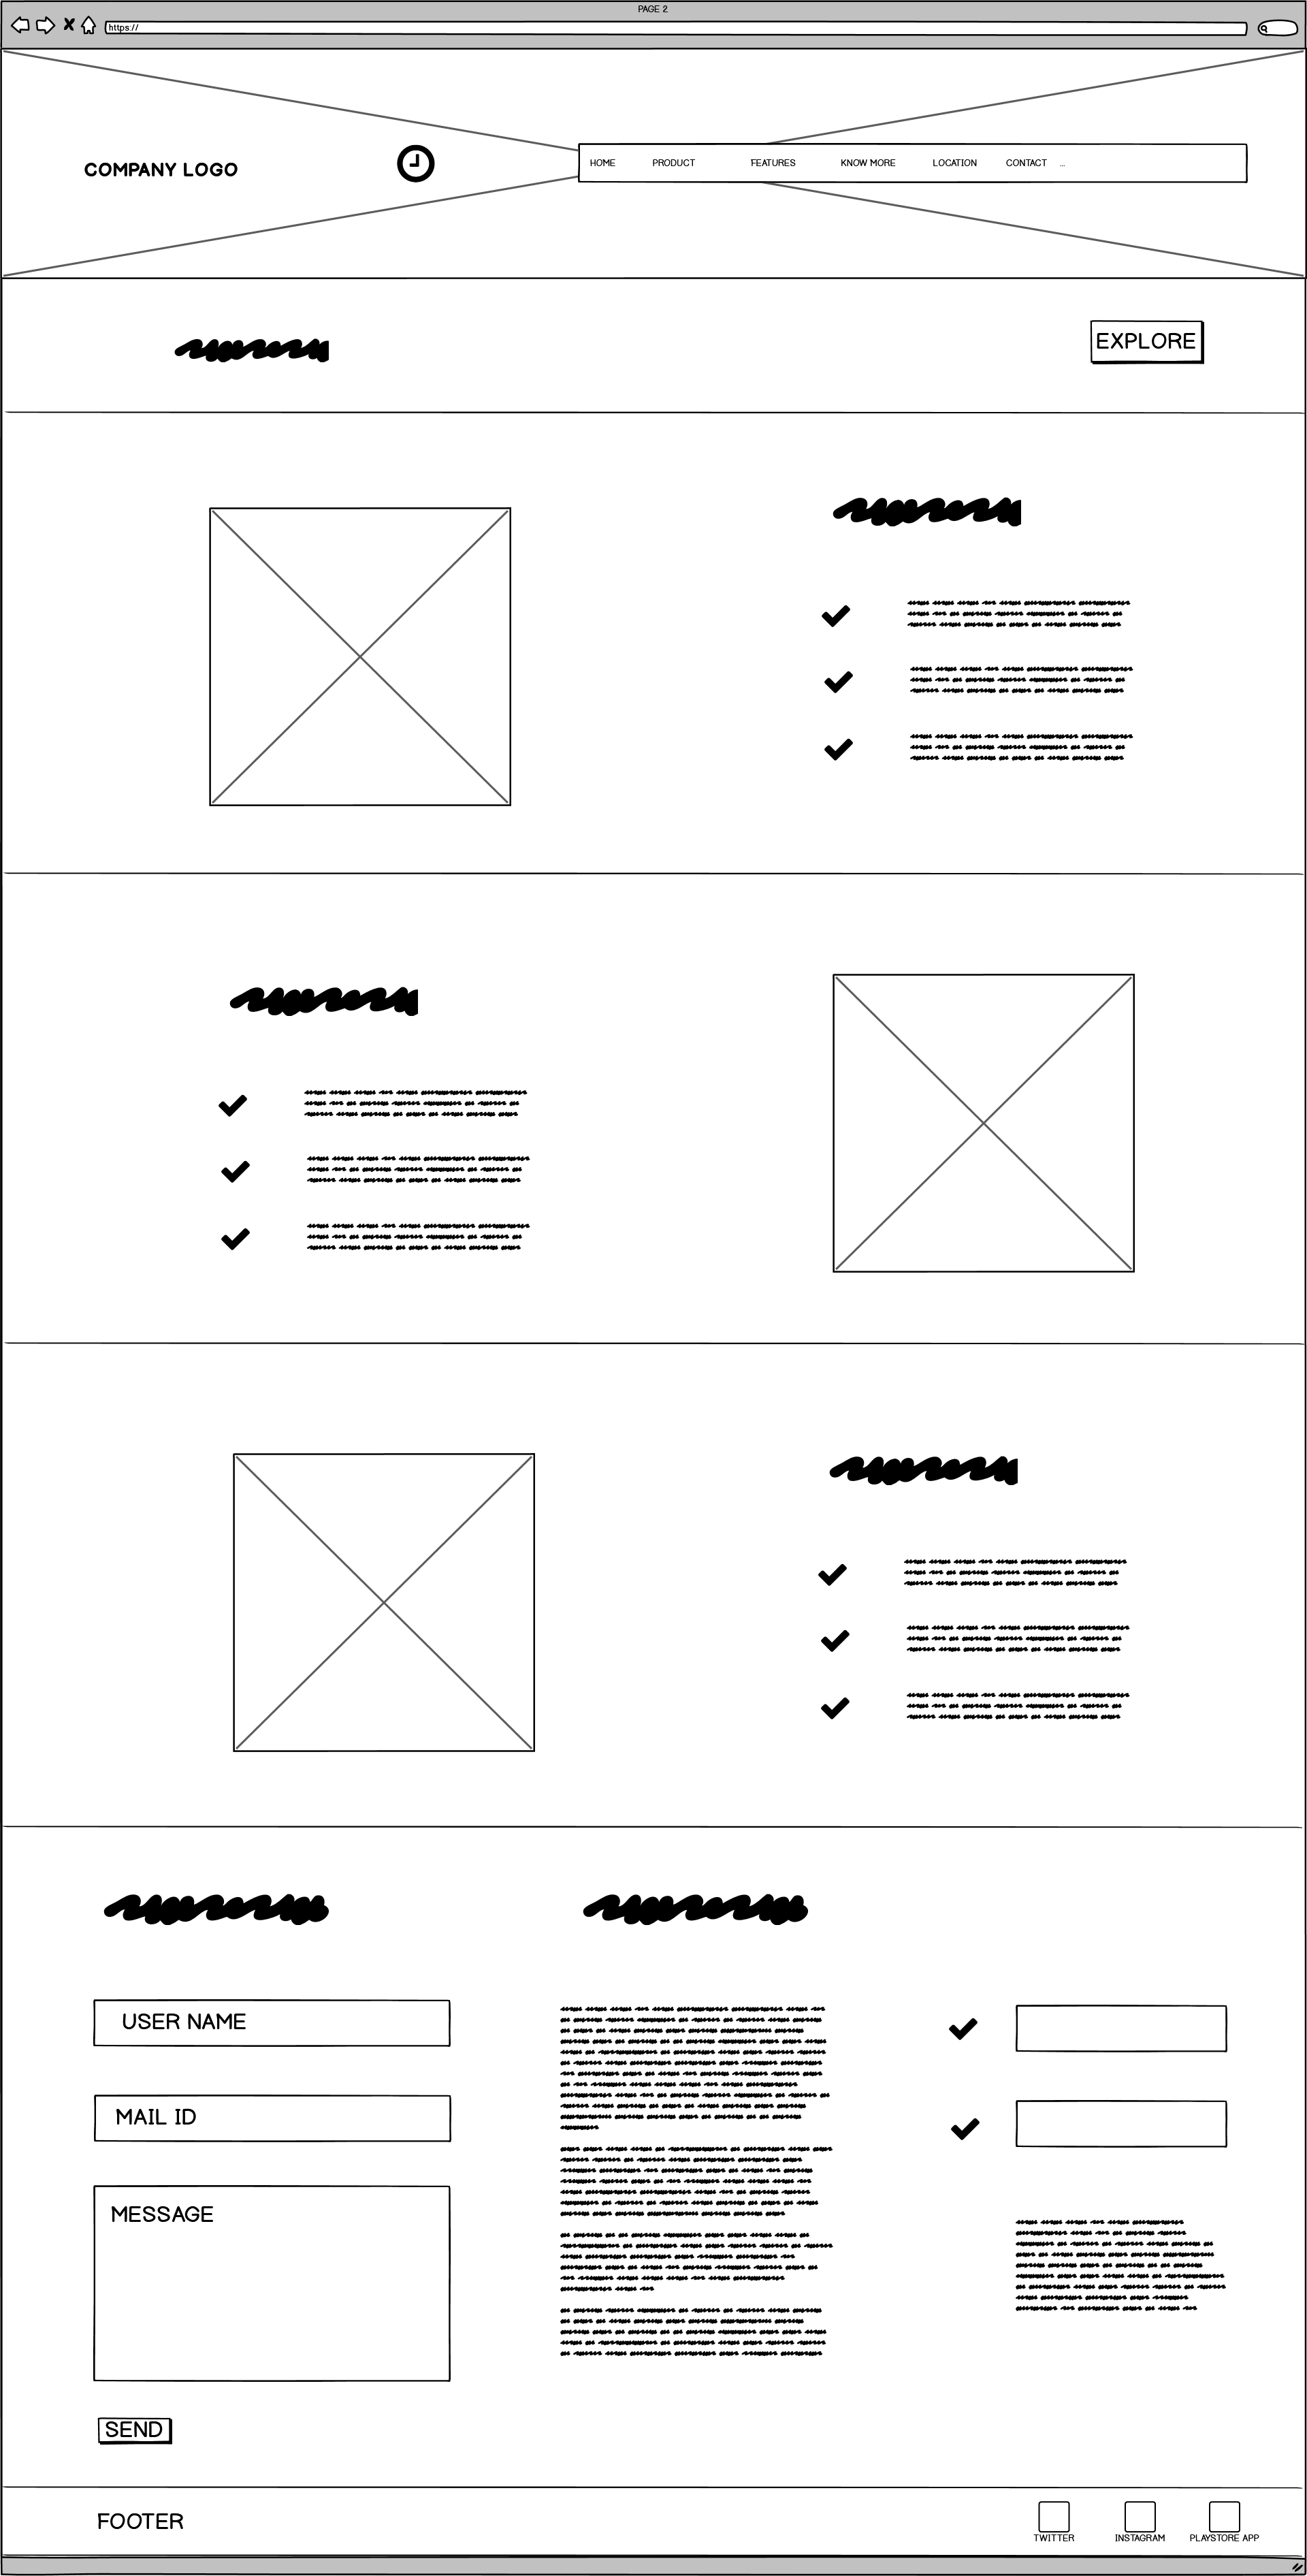 PAGE 2
https://
COMPANY LOGO
HOME PRODUCT FEATURES KNOW MORE LOCATION CONTACT ...
EXPLORE
USER NAME
MAIL ID
MESSAGE
SEND
FOOTER
TWITTER INSTAGRAM PLAYSTORE APP